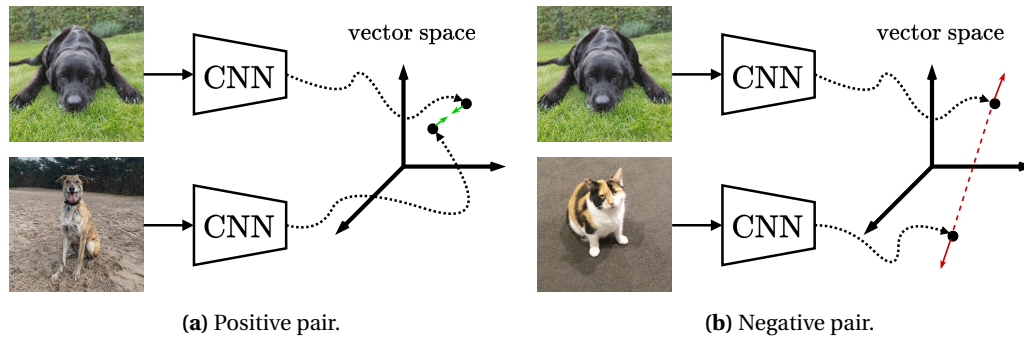 vector space
CNN
CNN
(a) Positive pair.
vector space
CNN
CNN
(b) Negative pair.